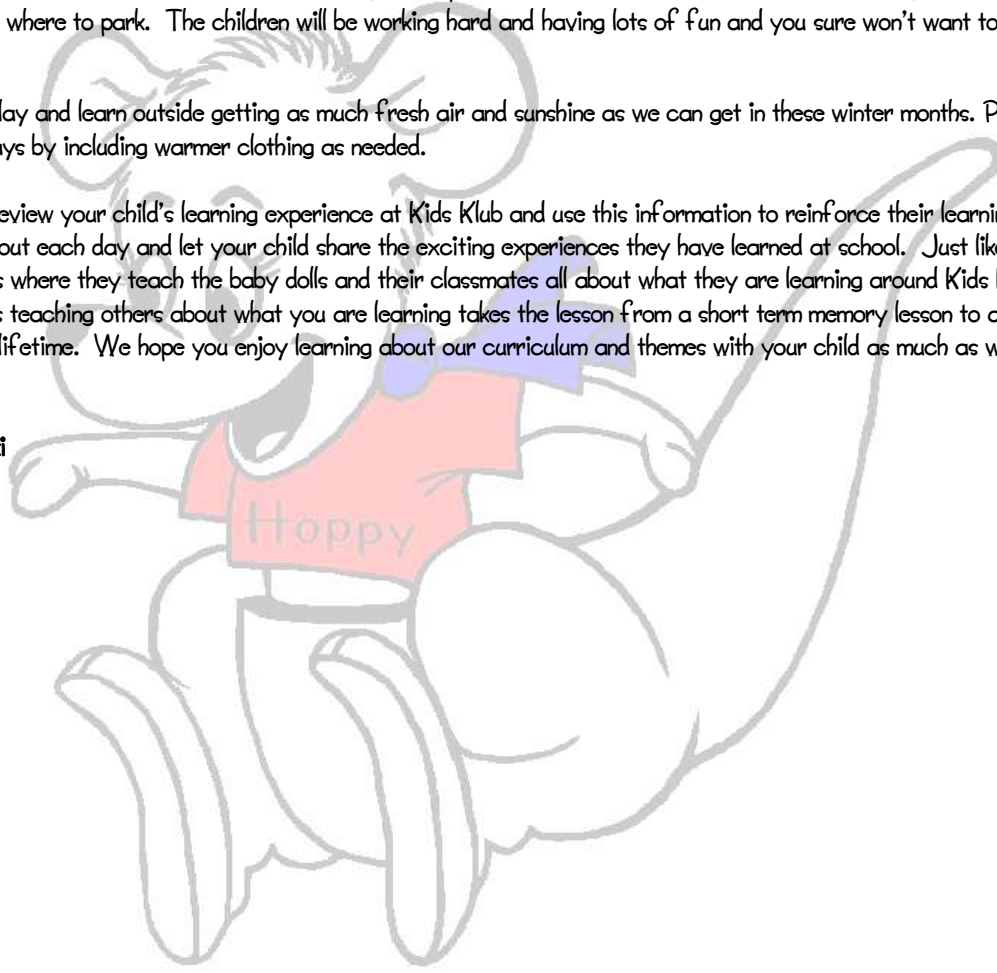 where to park. The children will be working hard and having lots of fun and you sure won't want to
lay and learn outside getting as much fresh air and sunshine as we can get in these winter months. P
ys by including warmer clothing as needed.
eview your child's learning experience at Kids Klub and use this information to reinforce their learnin
out each day and let your child share the exciting experiences they have learned at school. Just like
s where they teach the baby dolls and their classmates all about what they are learning around Kids
s teaching others about what you are learning takes the lesson from a short term memory lesson to
lifetime. We hope you enjoy learning about our curriculum and themes with your child as much as w
i
Hoppy